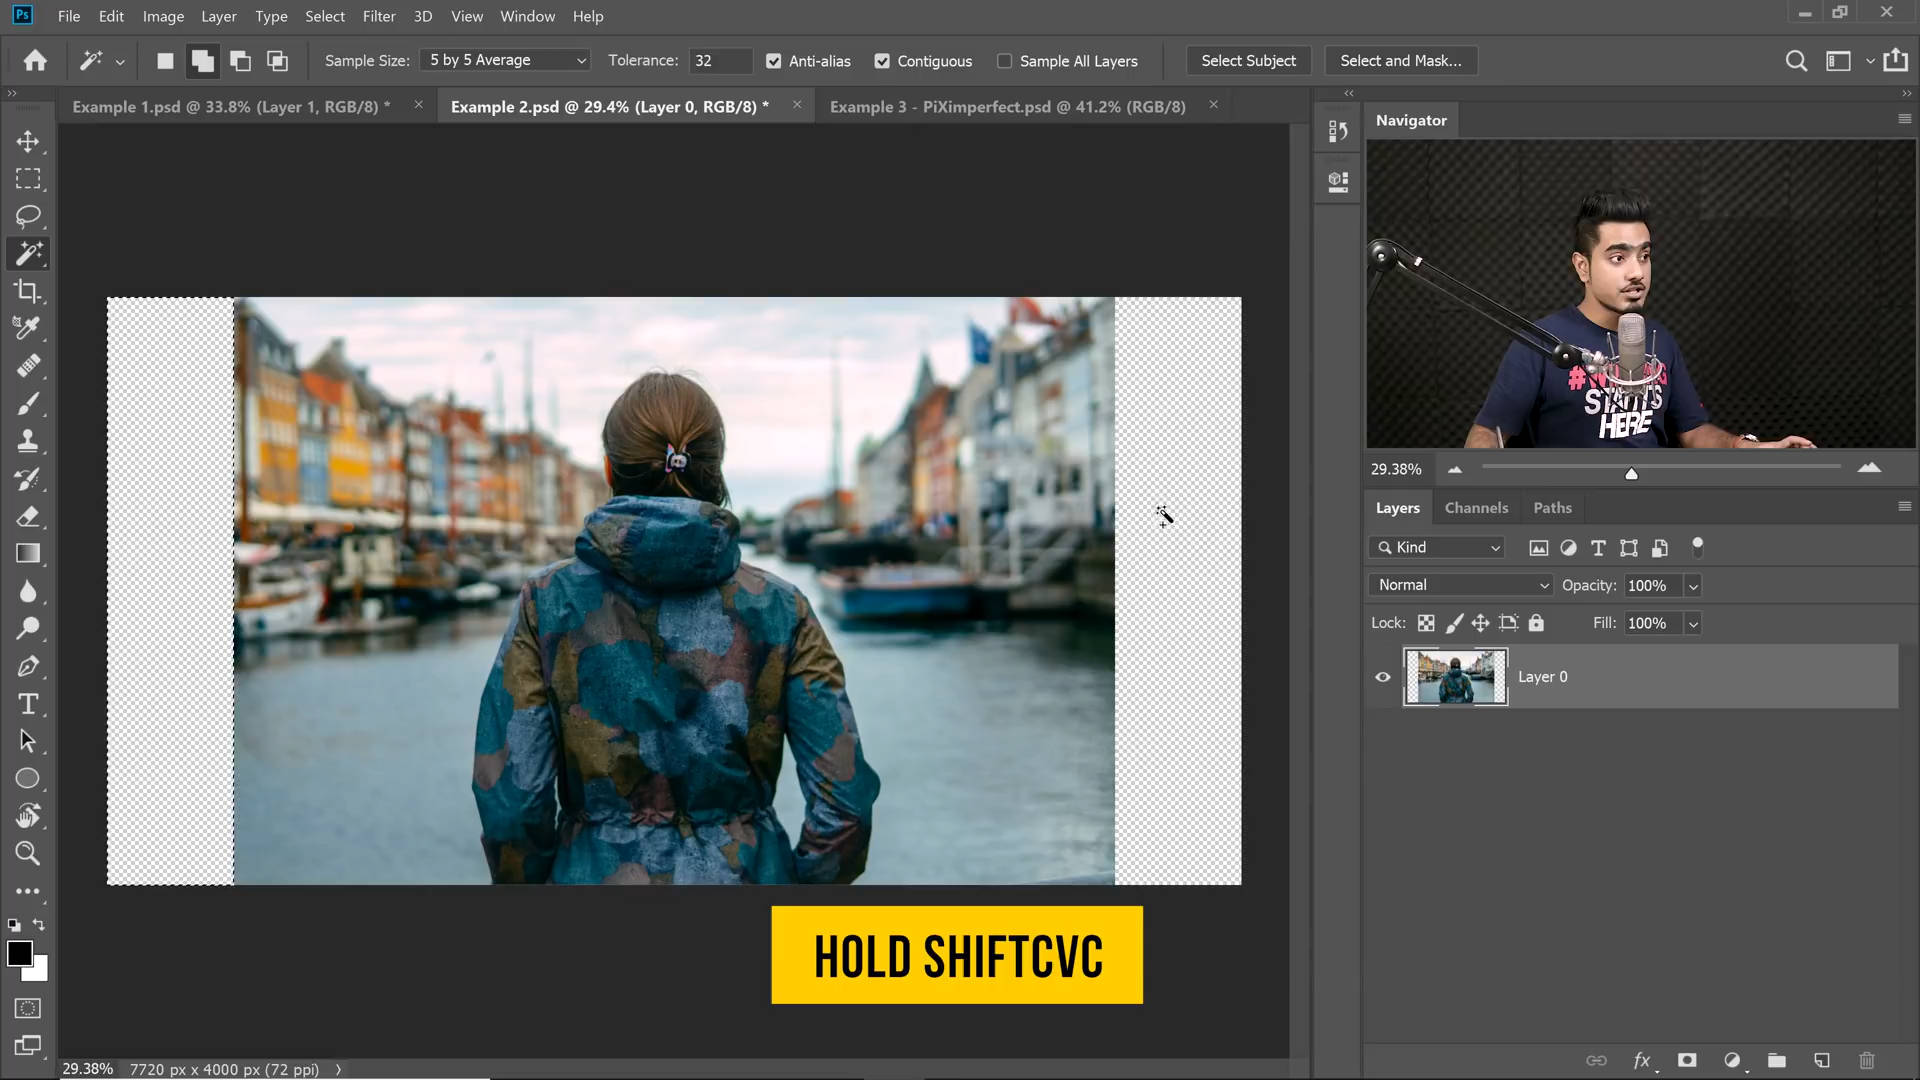 Ps File Edit Image Layer Type Select Filter 3D View Window Help
Sample Size: 5 by 5 Average Tolerance: 32 Anti-alias Contiguous Sample All Layers Select Subject Select and Mask...
Example 1.psd @ 33.8% (Layer 1, RGB/8) * Example 2.psd @ 29.4% (Layer 0, RGB/8) * Example 3 - PiXimperfect.psd @ 41.2% (RGB/8)
Navigator
STARTS
HERE
29.38%
Layers Channels Paths
Kind
Normal Opacity: 100%
Lock: Fill: 100%
Layer 0
fx
HOLD SHIFTCVC
29.38% 7720 px x 4000 px (72 ppi)